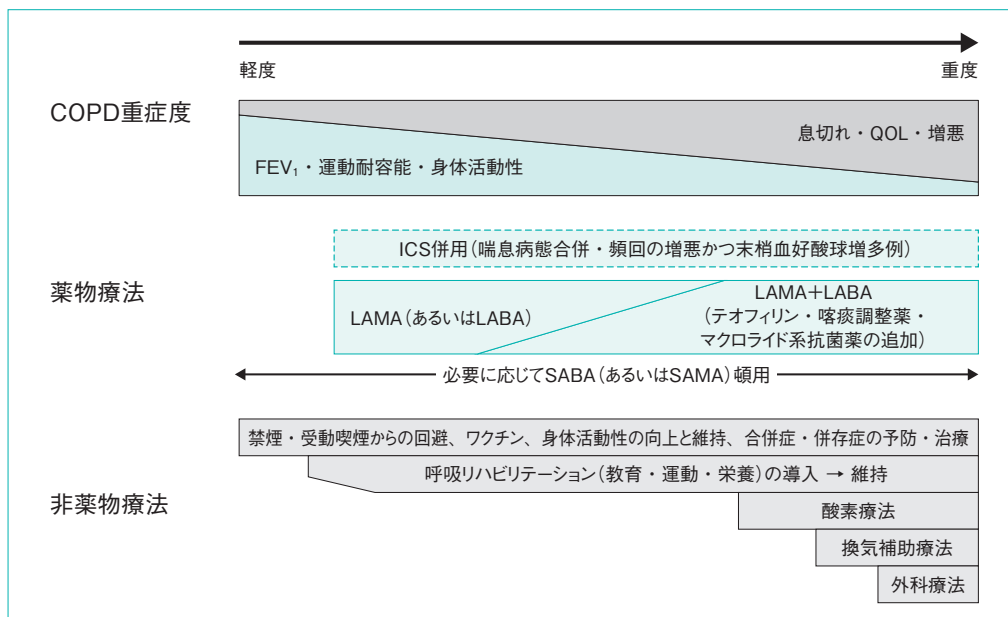 軽度
重度
COPD重症度
息切れ・QOL・増悪
FEV₁・運動耐容能・身体活動性
薬物療法
ICS併用(喘息病態合併・頻回の増悪かつ末梢血好酸球増多例)
LAMA(あるいはLABA)
LAMA+LABA
(テオフィリン・喀痰調整薬・
マクロライド系抗菌薬の追加)
必要に応じてSABA(あるいはSAMA)頓用
非薬物療法
禁煙・受動喫煙からの回避、ワクチン、身体活動性の向上と維持、合併症・併存症の予防・治療
呼吸リハビリテーション(教育・運動・栄養)の導入 → 維持
酸素療法
換気補助療法
外科療法